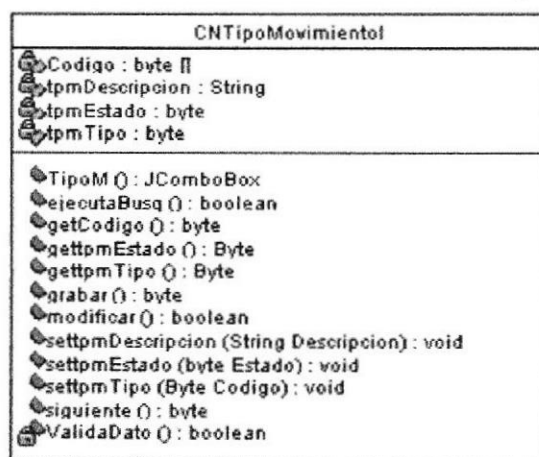 CNTipoMovimientoI
Codigo : byte []
tpmDescripcion : String
tpmEstado : byte
tpmTipo : byte
TipoM () : JComboBox
ejecutaBusq () : boolean
getCodigo () : byte
gettpmEstado () : Byte
gettpmTipo () : Byte
grabar () : byte
modificar () : boolean
settpmDescripcion (String Descripcion) : void
settpmEstado (byte Estado) : void
settpmTipo (Byte Codigo) : void
siguiente () : byte
ValidaDato () : boolean